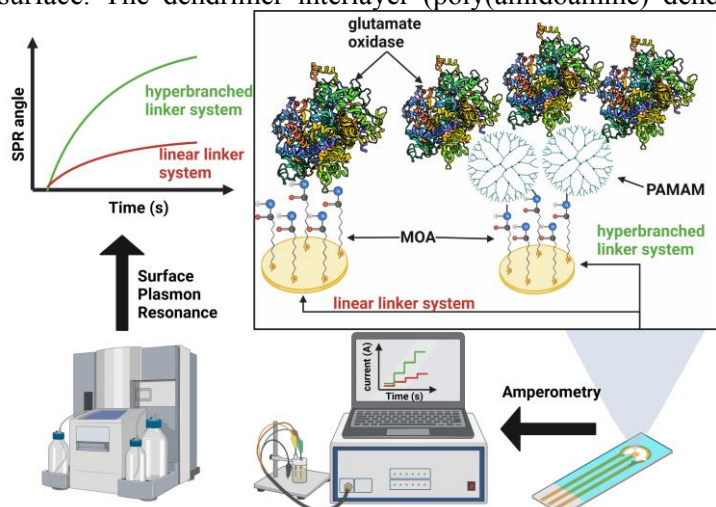 surface. The dendrimer interlayer (poly(amidoamine)
glutamate
oxidase
SPR angle
hyperbranched
linker system
linear linker
system
Time (s)
PAMAM
MOA
hyperbranched
linker system
linear linker system
Surface
Plasmon
Resonance
current (A)
Time (s)
Amperometry